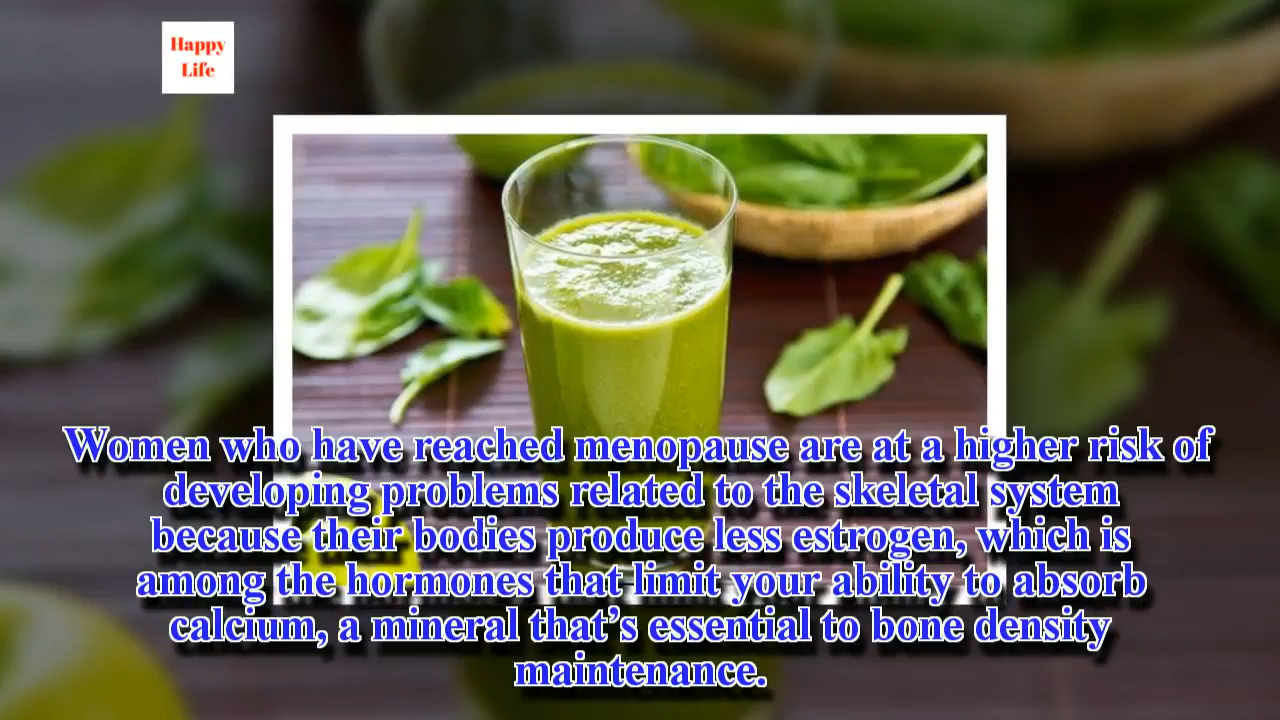 Happy
Life
Women who have reached menopause are at a higher risk of
developing problems related to the skeletal system
because their bodies produce less estrogen, which is
among the hormones that limit your ability to absorb
calcium, a mineral that's essential to bone density
maintenance.